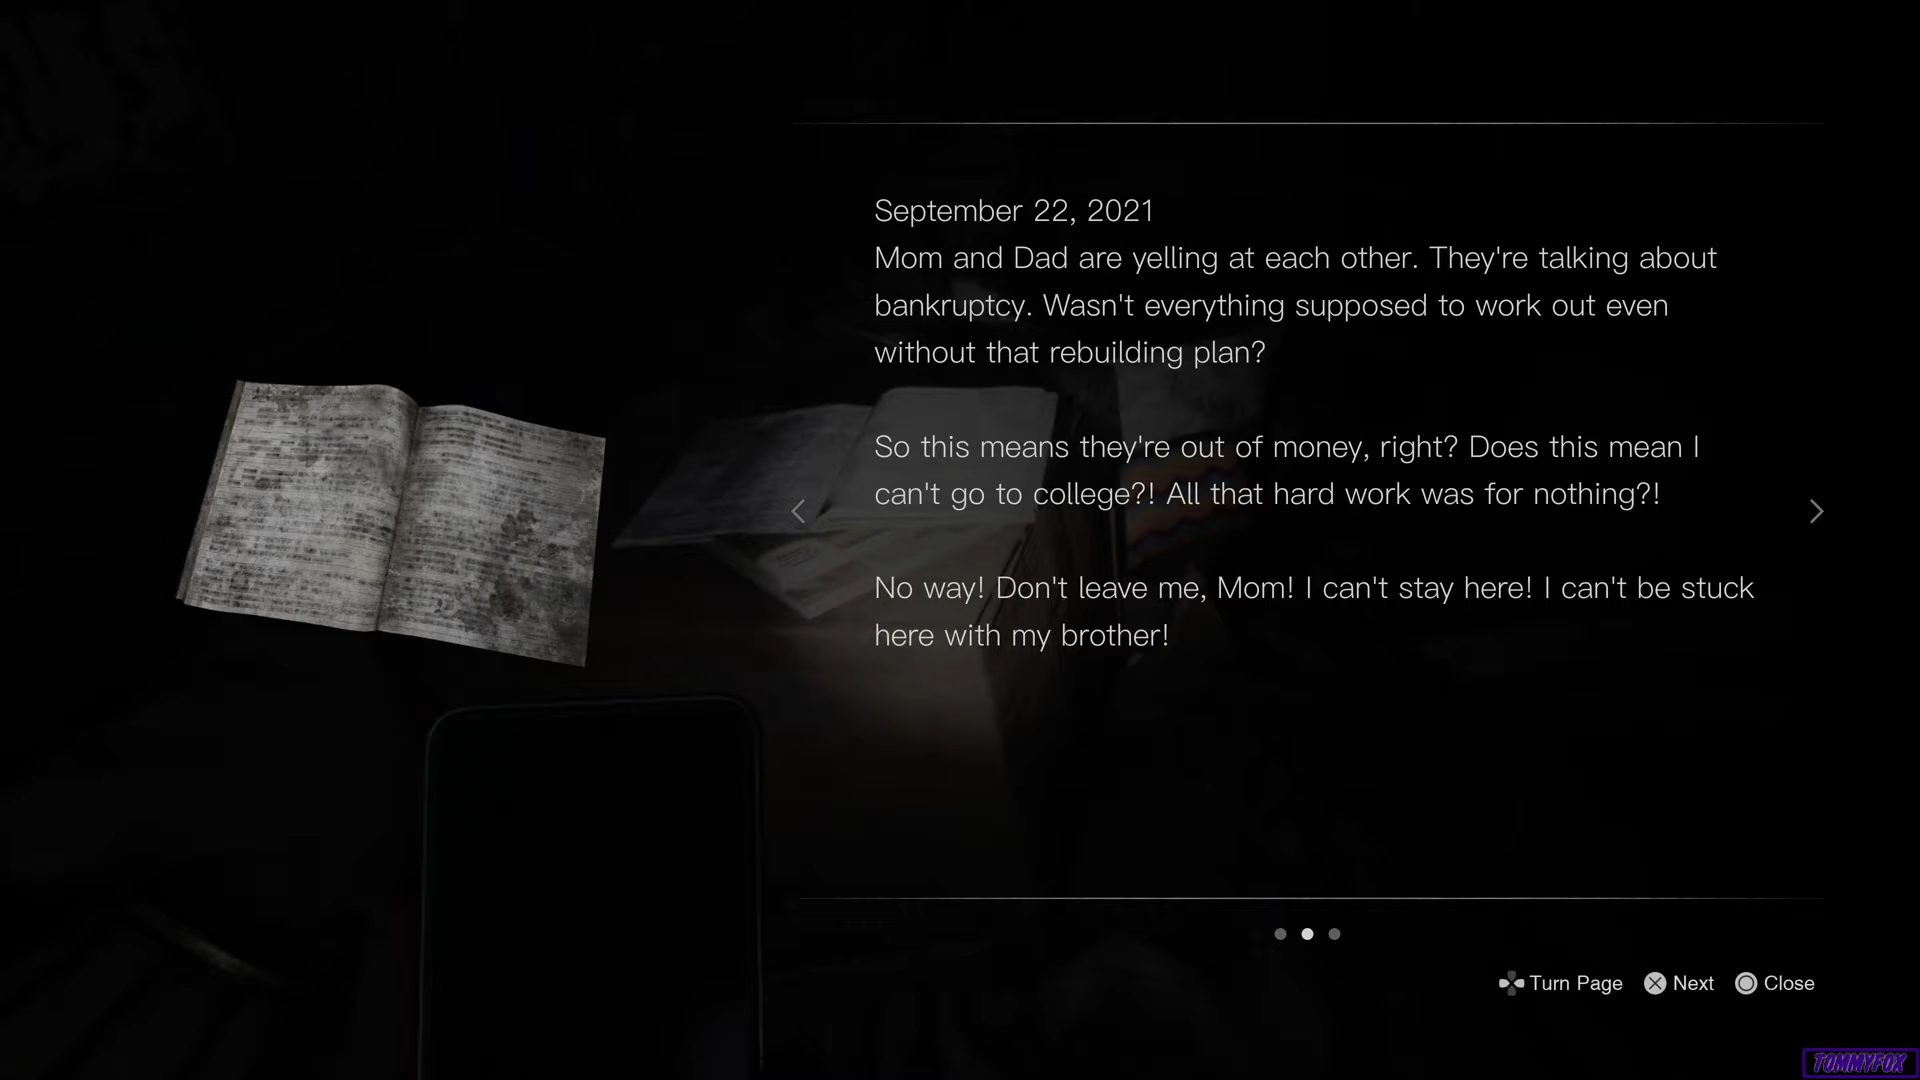 September 22, 2021
Mom and Dad are yelling at each other. They're talking about
bankruptcy. Wasn't everything supposed to work out even
without that rebuilding plan?
So this means they're out of money, right? Does this mean I
can't go to college?! All that hard work was for nothing?!
No way! Don't leave me, Mom! I can't stay here! I can't be stuck
here with my brother!
Turn Page Next Close
TOMMYFOX